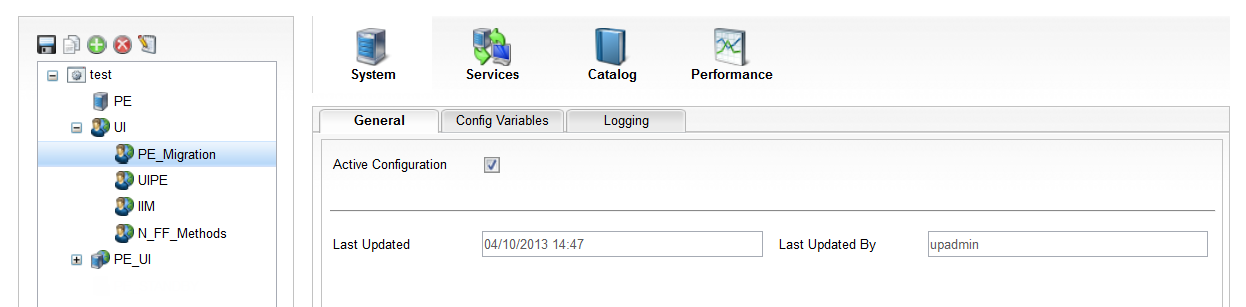 test
PE
UI
PE_Migration
UIPE
IIM
N_FF_Methods
PE_UI
System Services Catalog Performance
General Config Variables Logging
Active Configuration
Last Updated 04/10/2013 14:47 Last Updated By upadmin